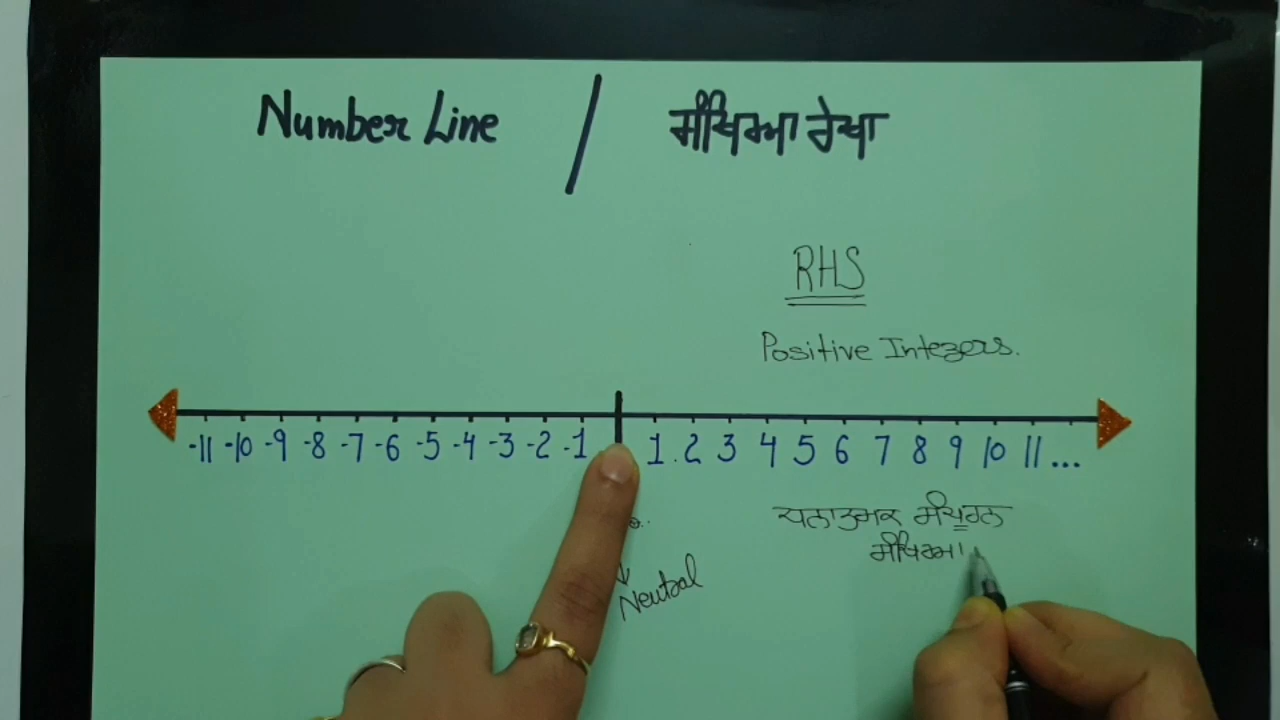 Number Line / ਸੰਖਿਆ ਰੇਖਾ
RHS
Positive Integers.
-11 -10 -9 -8 -7 -6 -5 -4 -3 -2 -1 1 2 3 4 5 6 7 8 9 10 11 ...
ਧਨਾਤਮਕ ਸੰਪੂਰਨ
ਸੰਖਿਆ
Neutral